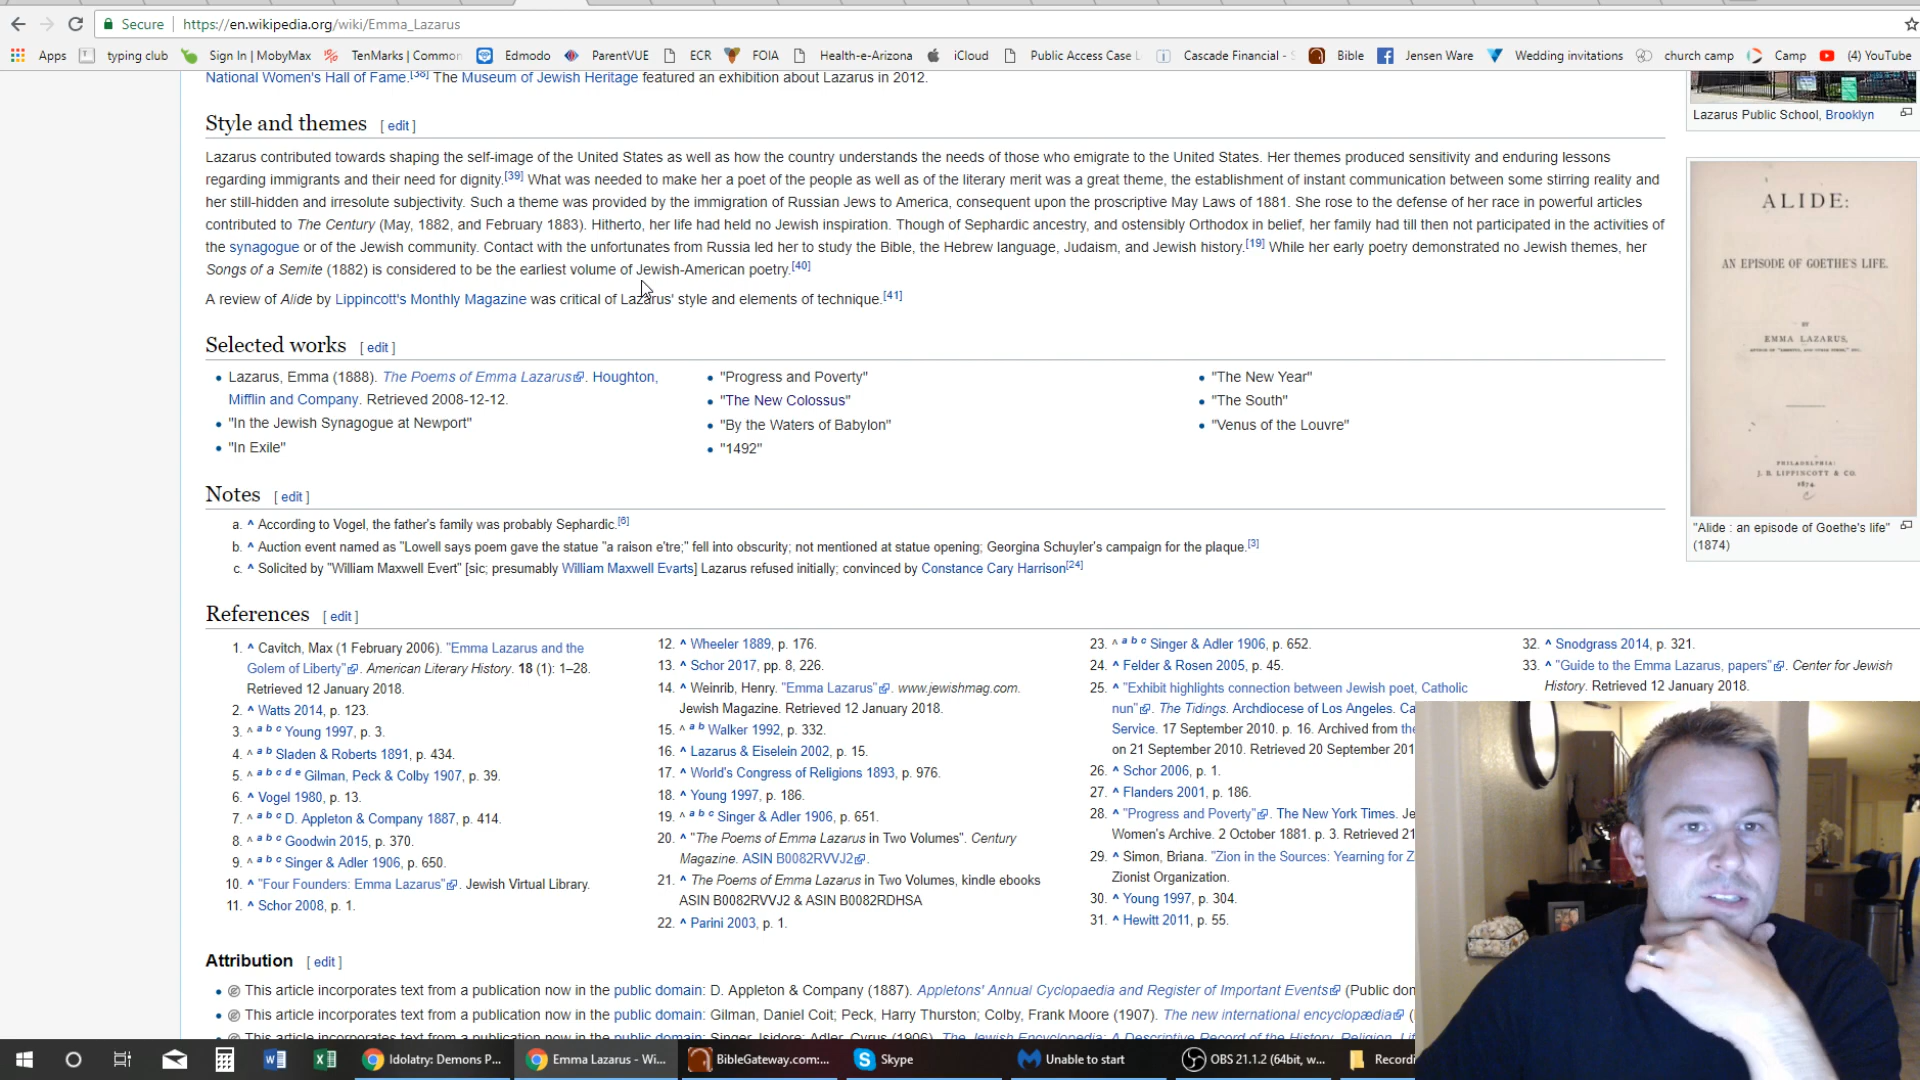 Secure https://en.wikipedia.org/wiki/Emma_Lazarus
Apps typing club Sign In | MobyMax TenMarks | Common Edmodo ParentVUE ECR FOIA Health-e-Arizona iCloud Public Access Case L Cascade Financial - S Bible Jensen Ware Wedding invitations church camp Camp (4) YouTube
National Women's Hall of Fame.[38] The Museum of Jewish Heritage featured an exhibition about Lazarus in 2012.
Style and themes [ edit ]
Lazarus contributed towards shaping the self-image of the United States as well as how the country understands the needs of those who emigrate to the United States. Her themes produced sensitivity and enduring lessons
regarding immigrants and their need for dignity.[39] What was needed to make her a poet of the people as well as of the literary merit was a great theme, the establishment of instant communication between some stirring reality and
her still-hidden and irresolute subjectivity. Such a theme was provided by the immigration of Russian Jews to America, consequent upon the proscriptive May Laws of 1881. She rose to the defense of her race in powerful articles
contributed to The Century (May, 1882, and February 1883). Hitherto, her life had held no Jewish inspiration. Though of Sephardic ancestry, and ostensibly Orthodox in belief, her family had till then not participated in the activities of
the synagogue or of the Jewish community. Contact with the unfortunates from Russia led her to study the Bible, the Hebrew language, Judaism, and Jewish history.[19] While her early poetry demonstrated no Jewish themes, her
Songs of a Semite (1882) is considered to be the earliest volume of Jewish-American poetry.[40]
A review of Alide by Lippincott's Monthly Magazine was critical of Lazarus' style and elements of technique.[41]
Selected works [ edit ]
Lazarus, Emma (1888). The Poems of Emma Lazarus. Houghton,
Mifflin and Company. Retrieved 2008-12-12.
"In the Jewish Synagogue at Newport"
"In Exile"
"Progress and Poverty"
"The New Colossus"
"By the Waters of Babylon"
"1492"
"The New Year"
"The South"
"Venus of the Louvre"
Lazarus Public School, Brooklyn
ALIDE:
AN EPISODE OF GOETHE'S LIFE.
BY
EMMA LAZARUS,
PHILADELPHIA:
J. B. LIPPINCOTT & CO.
1874.
"Alide : an episode of Goethe's life"
(1874)
Notes [ edit ]
a. ^ According to Vogel, the father's family was probably Sephardic.[6]
b. ^ Auction event named as "Lowell says poem gave the statue "a raison e'tre;" fell into obscurity; not mentioned at statue opening; Georgina Schuyler's campaign for the plaque.[3]
c. ^ Solicited by "William Maxwell Evert" [sic; presumably William Maxwell Evarts] Lazarus refused initially; convinced by Constance Cary Harrison[24]
References [ edit ]
1. ^ Cavitch, Max (1 February 2006). "Emma Lazarus and the
Golem of Liberty". American Literary History. 18 (1): 1–28.
Retrieved 12 January 2018.
2. ^ Watts 2014, p. 123.
3. ^ a b c Young 1997, p. 3.
4. ^ a b Sladen & Roberts 1891, p. 434.
5. ^ a b c d e Gilman, Peck & Colby 1907, p. 39.
6. ^ Vogel 1980, p. 13.
7. ^ a b c D. Appleton & Company 1887, p. 414.
8. ^ a b c Goodwin 2015, p. 370.
9. ^ a b c Singer & Adler 1906, p. 650.
10. ^ "Four Founders: Emma Lazarus". Jewish Virtual Library.
11. ^ Schor 2008, p. 1.
12. ^ Wheeler 1889, p. 176.
13. ^ Schor 2017, pp. 8, 226.
14. ^ Weinrib, Henry. "Emma Lazarus". www.jewishmag.com.
Jewish Magazine. Retrieved 12 January 2018.
15. ^ a b Walker 1992, p. 332.
16. ^ Lazarus & Eiselein 2002, p. 15.
17. ^ World's Congress of Religions 1893, p. 976.
18. ^ Young 1997, p. 186.
19. ^ a b c Singer & Adler 1906, p. 651.
20. ^ "The Poems of Emma Lazarus in Two Volumes". Century
Magazine. ASIN B0082RVVJ2.
21. ^ The Poems of Emma Lazarus in Two Volumes, kindle ebooks
ASIN B0082RVVJ2 & ASIN B0082RDHSA
22. ^ Parini 2003, p. 1.
23. ^ a b c Singer & Adler 1906, p. 652.
24. ^ Felder & Rosen 2005, p. 45.
25. ^ "Exhibit highlights connection between Jewish poet, Catholic
nun". The Tidings. Archdiocese of Los Angeles. Ca
Service. 17 September 2010. p. 16. Archived from the
on 21 September 2010. Retrieved 20 September 201
26. ^ Schor 2006, p. 1.
27. ^ Flanders 2001, p. 186.
28. ^ "Progress and Poverty". The New York Times. Je
Women's Archive. 2 October 1881. p. 3. Retrieved 21
29. ^ Simon, Briana. "Zion in the Sources: Yearning for Z
Zionist Organization.
30. ^ Young 1997, p. 304.
31. ^ Hewitt 2011, p. 55.
32. ^ Snodgrass 2014, p. 321.
33. ^ "Guide to the Emma Lazarus, papers". Center for Jewish
History. Retrieved 12 January 2018.
Attribution [ edit ]
This article incorporates text from a publication now in the public domain: D. Appleton & Company (1887). Appletons' Annual Cyclopaedia and Register of Important Events (Public don
This article incorporates text from a publication now in the public domain: Gilman, Daniel Coit; Peck, Harry Thurston; Colby, Frank Moore (1907). The new international encyclopædia (
This article incorporates text from a publication now in the public domain: Singer, Isidore; Adler, Cyrus (1906). The Jewish Encyclopedia: A Descriptive Record of the History, Religion, Li
Idolatry: Demons P... Emma Lazarus - Wi... BibleGateway.com:... Skype Unable to start OBS 21.1.2 (64bit, w... Recordi